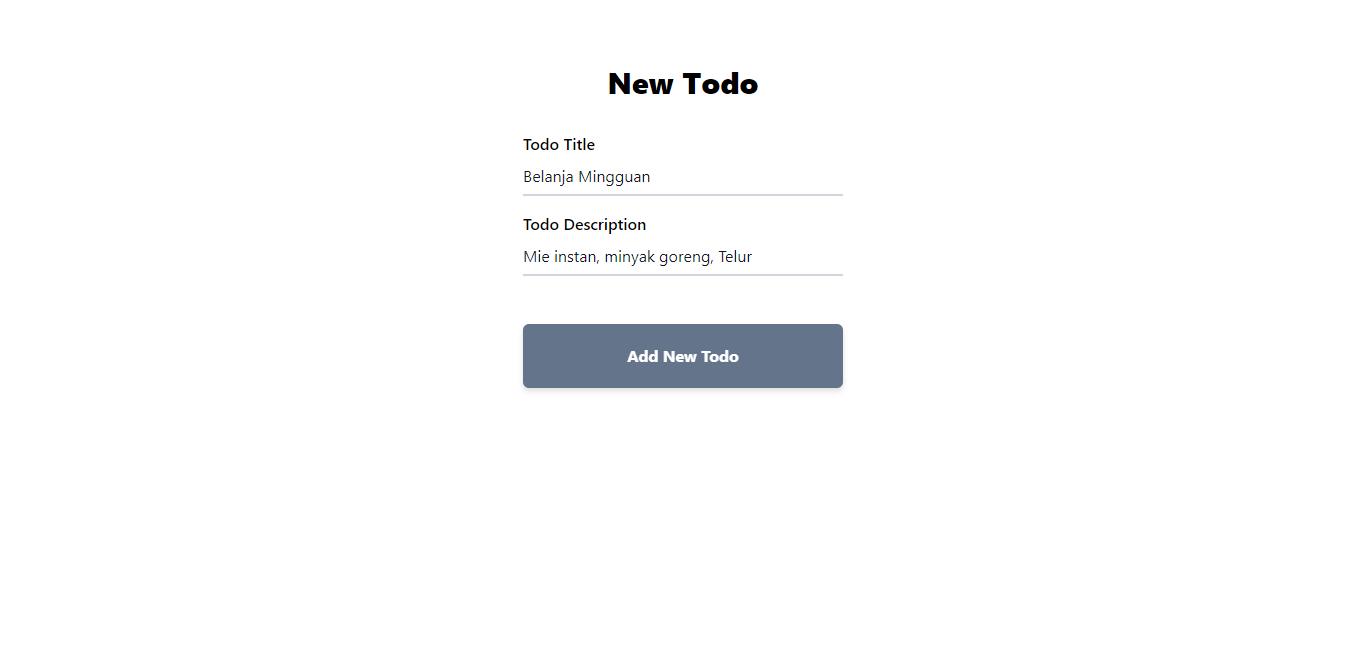 New Todo
Todo Title
Belanja Mingguan
Todo Description
Mie instan, minyak goreng, Telur
Add New Todo